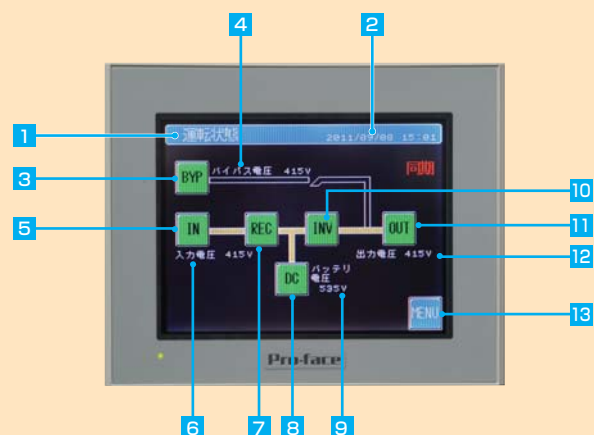 4
2
1
運転状態
2011/09/08 15:01
3
BYP
バイパス電圧 415V
同期
10
5
IN
REC
INV
OUT
11
入力電圧 415V
出力電圧 415V
12
DC
バッテリ
電圧
535V
MENU
13
Pro-face
6
7
8
9